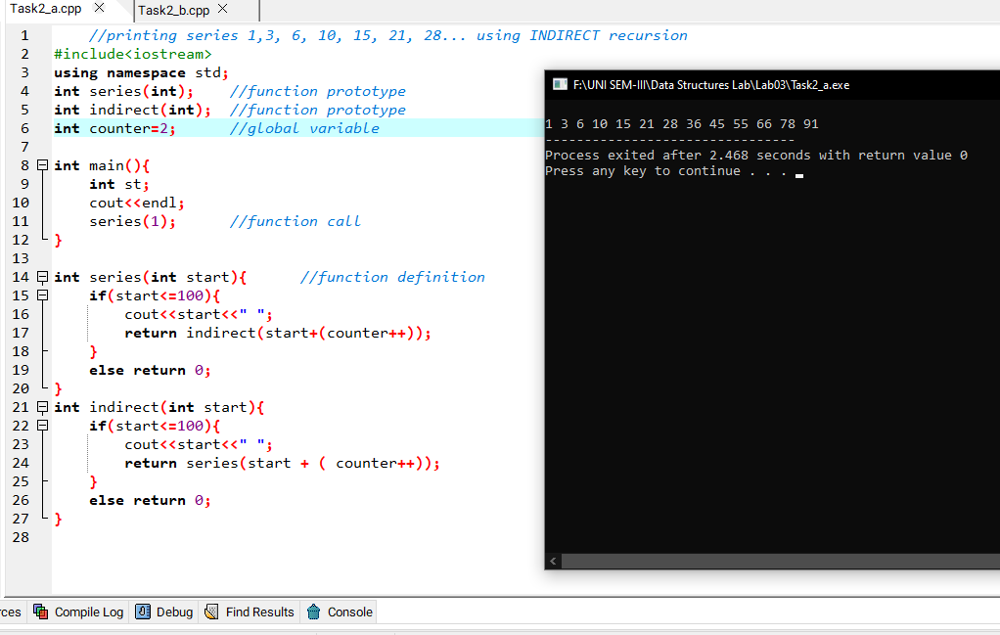 Task2_a.cpp × Task2_b.cpp ×
1 //printing series 1,3, 6, 10, 15, 21, 28... using INDIRECT recursion
2 #include<iostream>
3 using namespace std;
4 int series(int); //function prototype
5 int indirect(int); //function prototype
6 int counter=2; //global variable
7
8 int main(){
9 int st;
10 cout<<endl;
11 series(1); //function call
12 }
13
14 int series(int start){ //function definition
15 if(start<=100){
16 cout<<start<<" ";
17 return indirect(start+(counter++));
18 }
19 else return 0;
20 }
21 int indirect(int start){
22 if(start<=100){
23 cout<<start<<" ";
24 return series(start + ( counter++));
25 }
26 else return 0;
27 }
28
F:\UNI SEM-III\Data Structures Lab\Lab03\Task2_a.exe
1 3 6 10 15 21 28 36 45 55 66 78 91
--------------------------------
Process exited after 2.468 seconds with return value 0
Press any key to continue . . .
rces Compile Log Debug Find Results Console